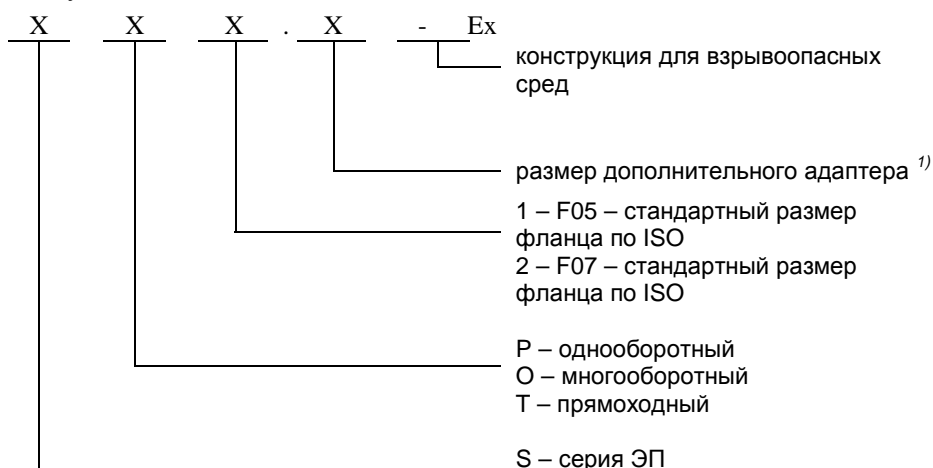 X X X . X - Ex
конструкция для взрывоопасных
сред
размер дополнительного адаптера 1)
1 – F05 – стандартный размер
фланца по ISO
2 – F07 – стандартный размер
фланца по ISO
P – однооборотный
O – многооборотный
T – прямоходный
S – серия ЭП